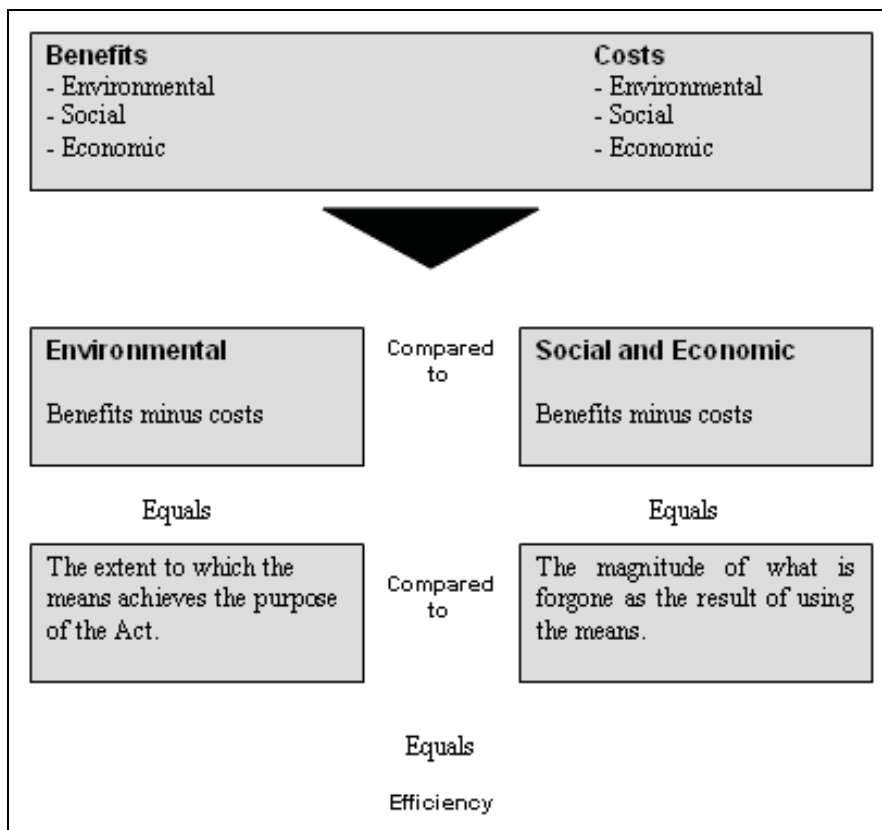 Benefits
- Environmental
- Social
- Economic
Costs
- Environmental
- Social
- Economic
Environmental
Benefits minus costs
Compared
to
Social and Economic
Benefits minus costs
Equals
Equals
The extent to which the
means achieves the purpose
of the Act.
Compared
to
The magnitude of what is
forgone as the result of using
the means.
Equals
Efficiency